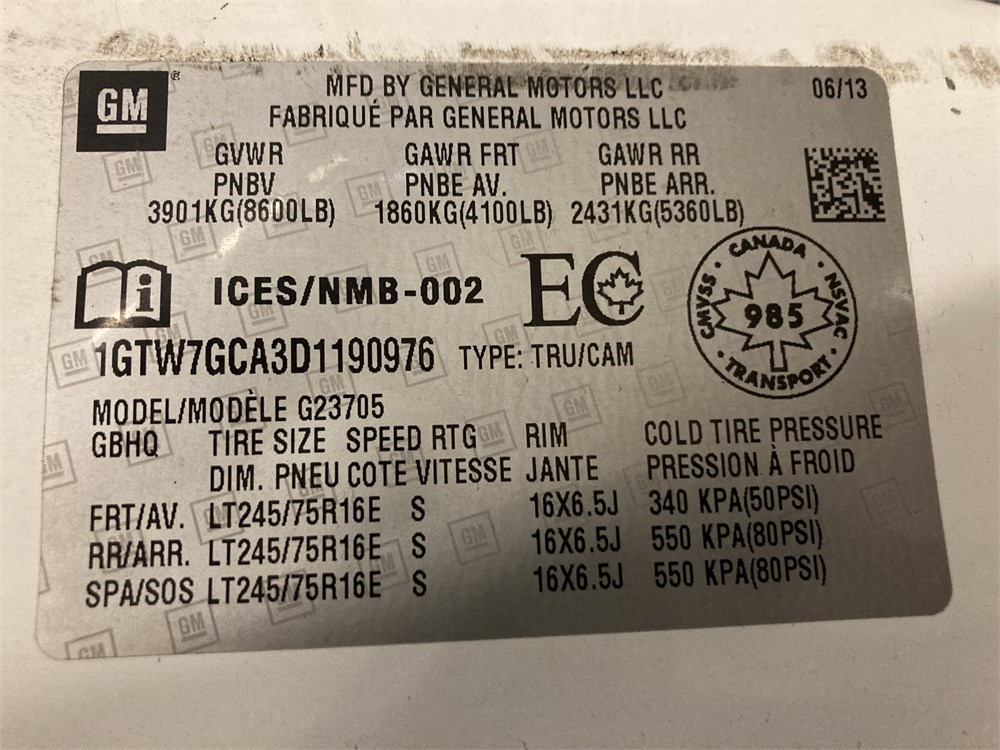 GM ®
MFD BY GENERAL MOTORS LLC 06/13
FABRIQUÉ PAR GENERAL MOTORS LLC
GVWR GAWR FRT GAWR RR
PNBV PNBE AV. PNBE ARR.
3901KG(8600LB) 1860KG(4100LB) 2431KG(5360LB)
i ICES/NMB-002 EC
CANADA
CMVSS · NSVAC
985
TRANSPORT
1GTW7GCA3D1190976 TYPE: TRU/CAM
MODEL/MODÈLE G23705
GBHQ TIRE SIZE SPEED RTG RIM COLD TIRE PRESSURE
DIM. PNEU COTE VITESSE JANTE PRESSION À FROID
FRT/AV. LT245/75R16E S 16X6.5J 340 KPA(50PSI)
RR/ARR. LT245/75R16E S 16X6.5J 550 KPA(80PSI)
SPA/SOS LT245/75R16E S 16X6.5J 550 KPA(80PSI)